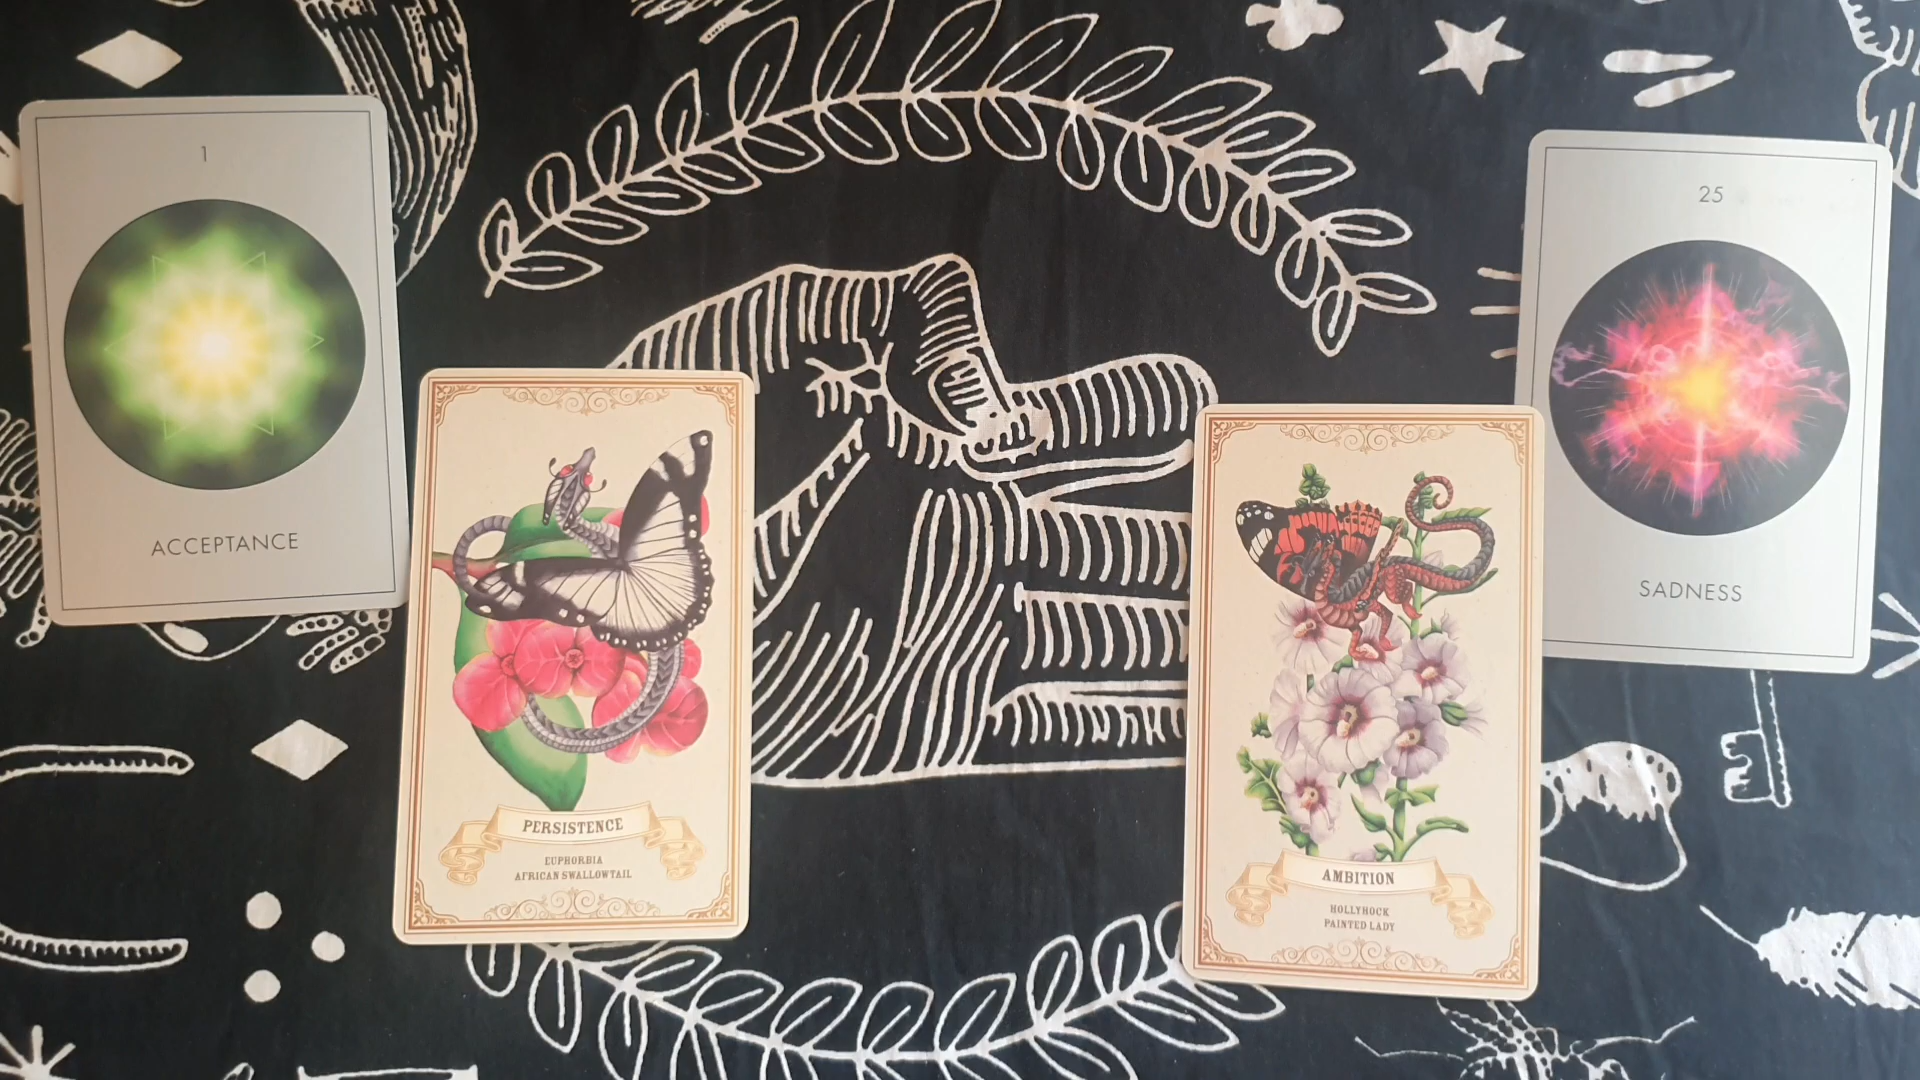 1
ACCEPTANCE
PERSISTENCE
EUPHORBIA
AFRICAN SWALLOWTAIL
AMBITION
HOLLYHOCK
PAINTED LADY
25
SADNESS